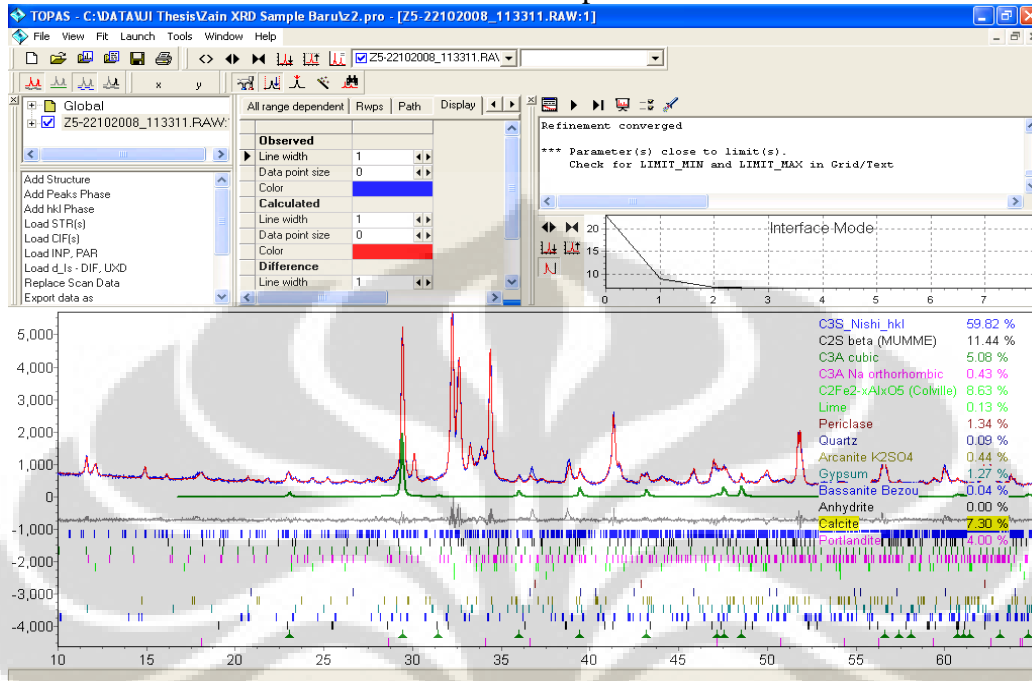 TOPAS - C:\DATA\UI Thesis\Zain XRD Sample Baru\z2.pro - [Z5-22102008_113311.RAW:1]
File View Fit Launch Tools Window Help
Z5-22102008_113311.RA\
x y
Global
Z5-22102008_113311.RAW:
Add Structure
Add Peaks Phase
Add hkl Phase
Load STR(s)
Load CIF(s)
Load INP, PAR
Load d_Is - DIF, UXD
Replace Scan Data
Export data as
All range dependent Rwps Path Display
Observed
Line width 1
Data point size 0
Color
Calculated
Line width 1
Data point size 0
Color
Difference
Line width 1
Refinement converged
*** Parameter(s) close to limit(s).
Check for LIMIT_MIN and LIMIT_MAX in Grid/Text
Interface Mode
20
15
10
0 1 2 3 4 5 6 7
5,000
4,000
3,000
2,000
1,000
0
-1,000
-2,000
-3,000
-4,000
C3S_Nishi_hkl 59.82 %
C2S beta (MUMME) 11.44 %
C3A cubic 5.08 %
C3A Na orthorhombic 0.43 %
C2Fe2-xAlxO5 (Colville) 8.63 %
Lime 0.13 %
Periclase 1.34 %
Quartz 0.09 %
Arcanite K2SO4 0.44 %
Gypsum 1.27 %
Bassanite Bezou 0.04 %
Anhydrite 0.00 %
Calcite 7.30 %
Portlandite 4.00 %
10 15 20 25 30 35 40 45 50 55 60